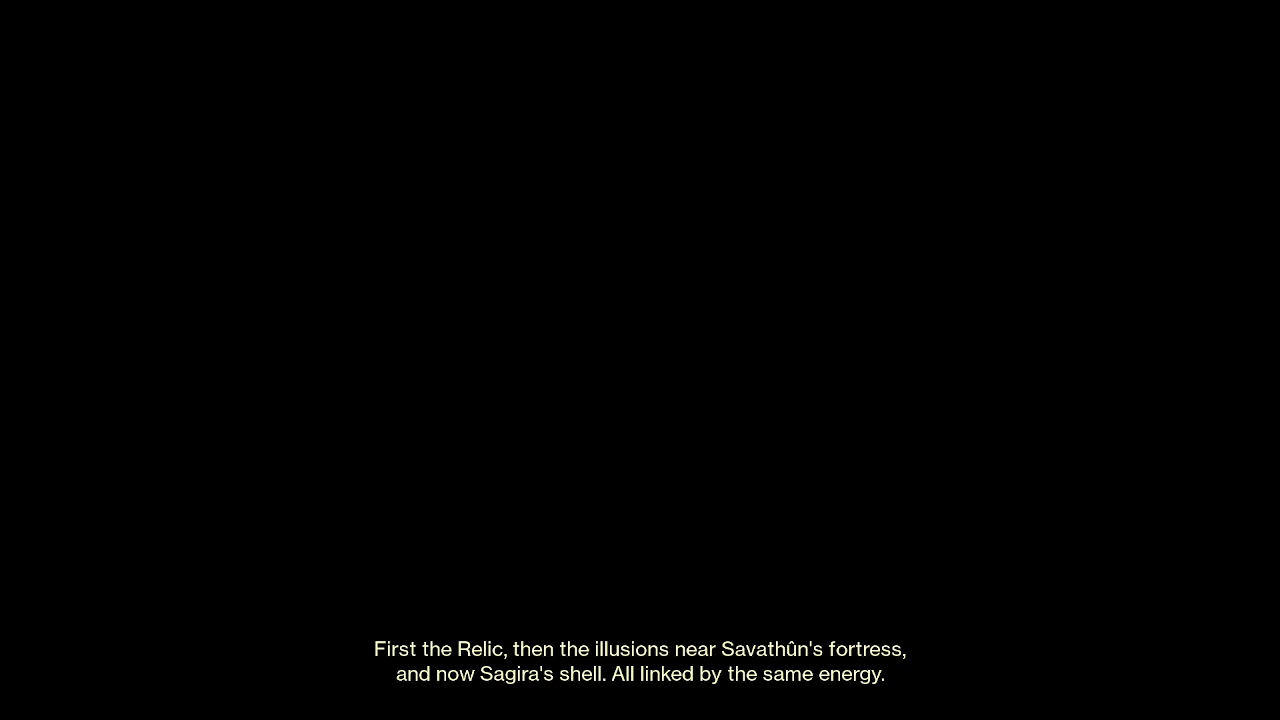 First the Relic, then the illusions near Savathûn's fortress,
and now Sagira's shell. All linked by the same energy.